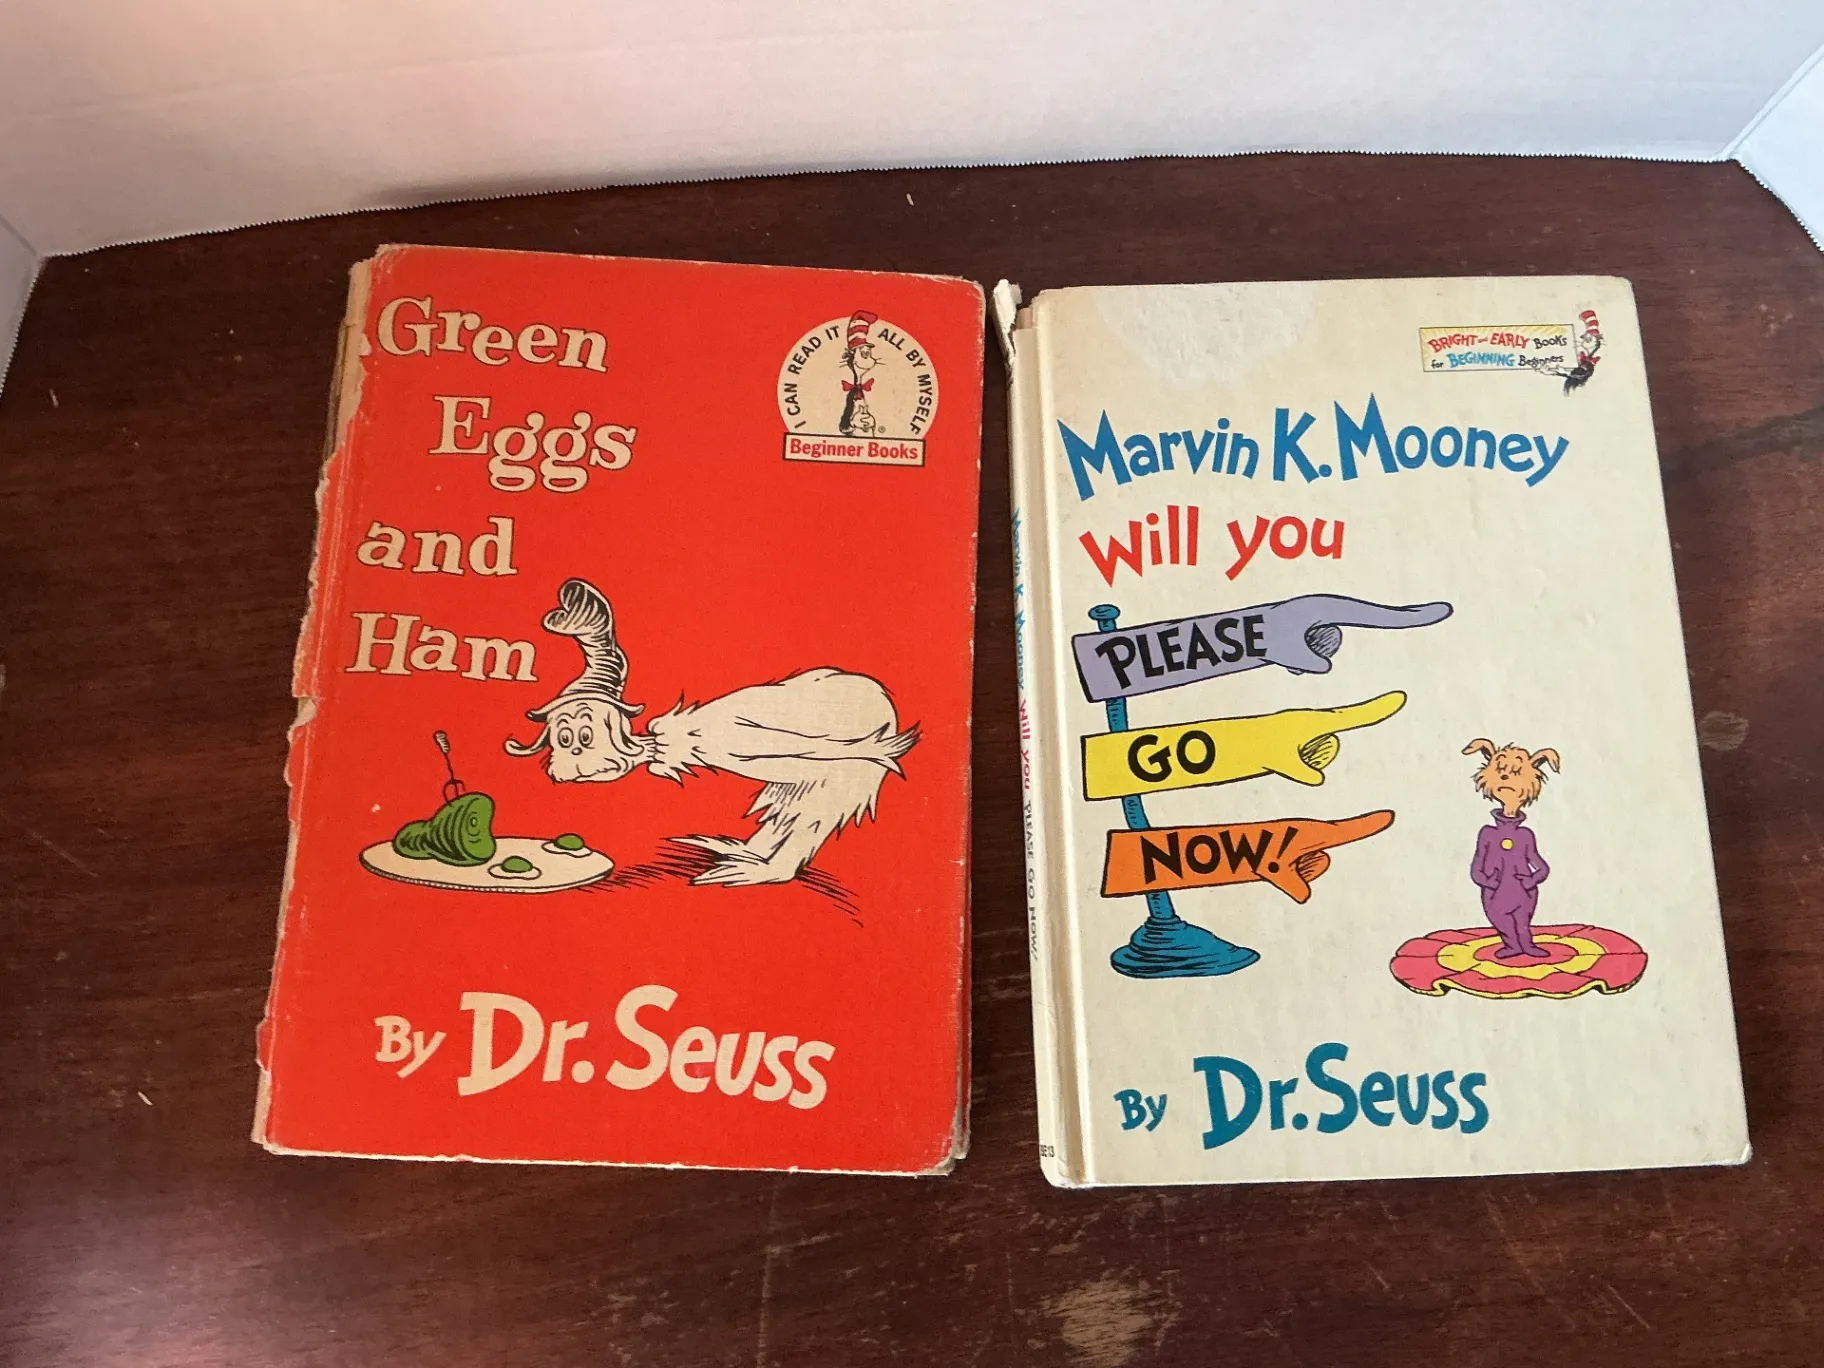 Green
Eggs
and
Ham
I CAN READ IT ALL BY MYSELF
®
Beginner Books
By Dr. Seuss
Marvin K. Mooney Will you PLEASE GO NOW!
BRIGHT and EARLY Books
for BEGINNING Beginners
Marvin K. Mooney
Will you
PLEASE
GO
NOW!
By Dr. Seuss